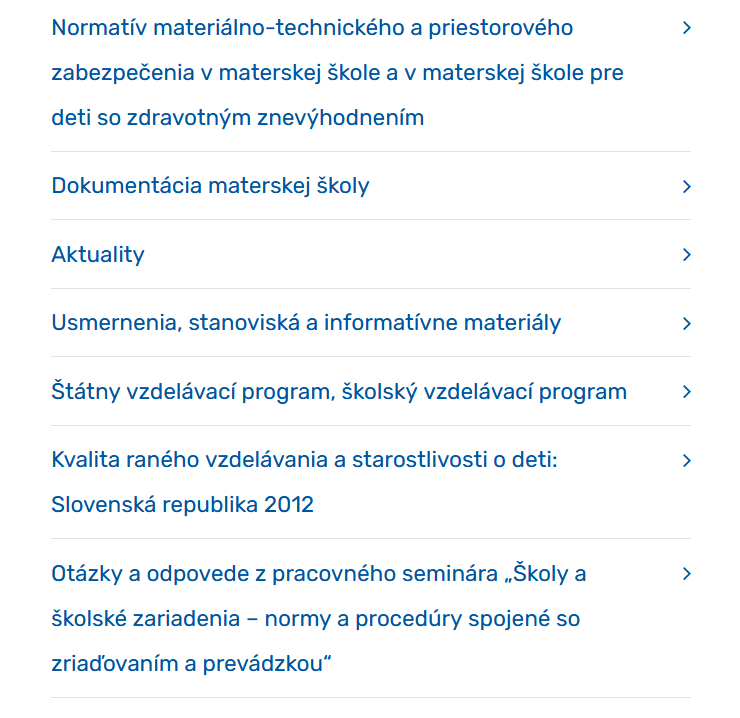 Normatív materiálno-technického a priestorového
zabezpečenia v materskej škole a v materskej škole pre
deti so zdravotným znevýhodnením
Dokumentácia materskej školy
Aktuality
Usmernenia, stanoviská a informatívne materiály
Štátny vzdelávací program, školský vzdelávací program
Kvalita raného vzdelávania a starostlivosti o deti:
Slovenská republika 2012
Otázky a odpovede z pracovného seminára „Školy a
školské zariadenia – normy a procedúry spojené so
zriaďovaním a prevádzkou“